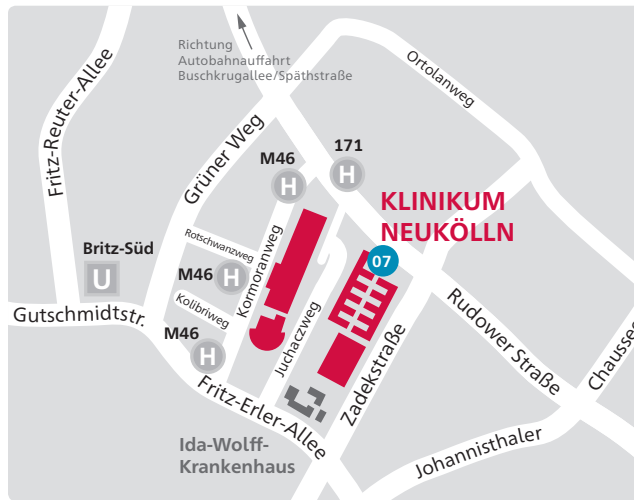 Richtung
Autobahnauffahrt
Buschkrugallee/Späthstraße
Fritz-Reuter-Allee
Ortolanweg
Grüner Weg
171
M46
H
H
KLINIKUM
NEUKÖLLN
Rotschwanzweg
Britz-Süd
U
M46
H
07
Kormoranweg
Kolibriweg
Gutschmidtstr.
Juchaczweg
Rudower Straße
M46
H
Zadekstraße
Chausse
Fritz-Erler-Allee
Ida-Wolff-
Krankenhaus
Johannisthaler